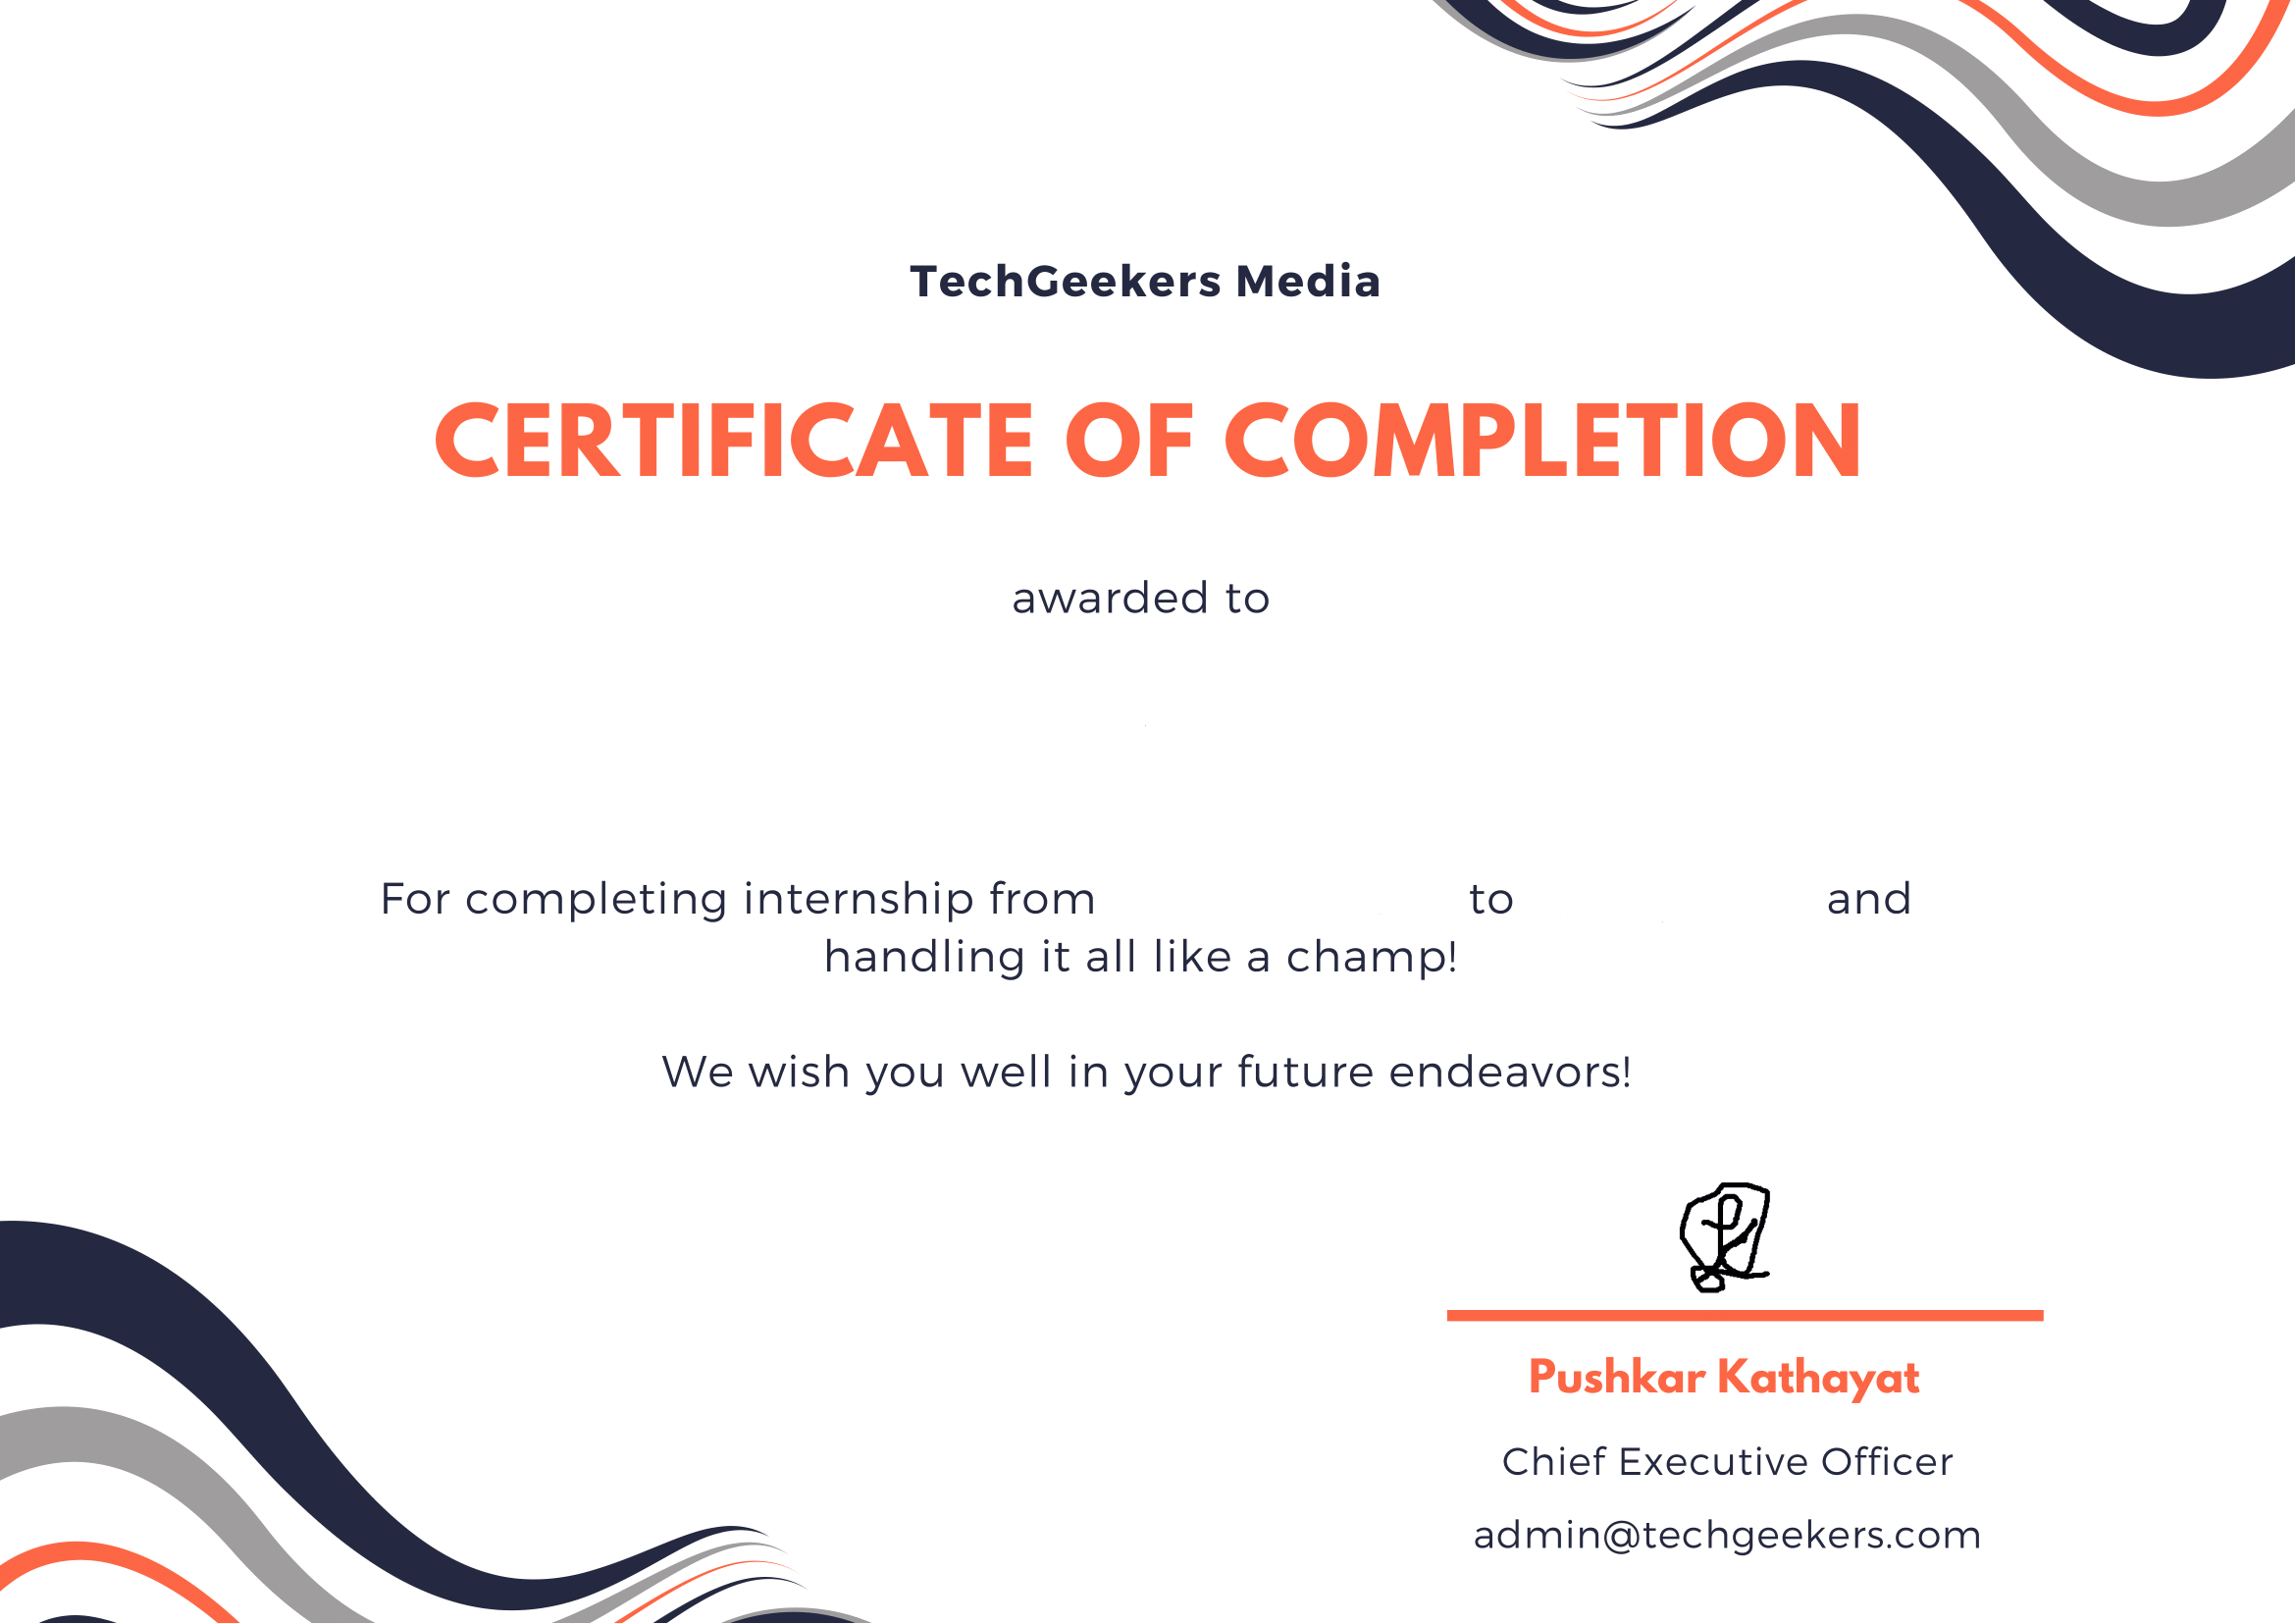 TechGeekers Media
CERTIFICATE OF COMPLETION
awarded to
For completing internship from to and
handling it all like a champ!
We wish you well in your future endeavors!
Pushkar Kathayat
Chief Executive Officer
admin@techgeekers.com